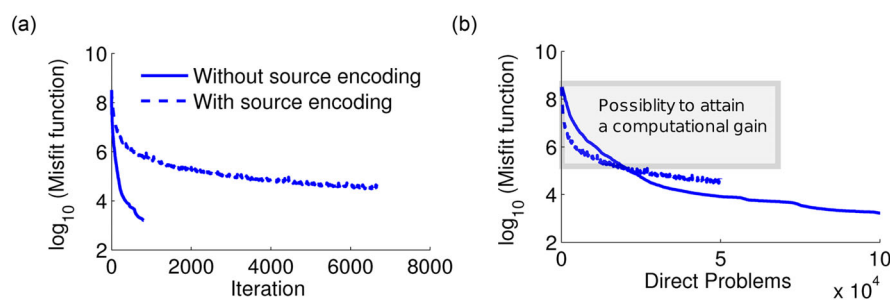 (a)
10
8
6
4
2
log10 (Misfit function)
Without source encoding
With source encoding
0
2000
4000
6000
8000
Iteration
(b)
10
8
6
4
2
log10 (Misfit function)
Possiblity to attain
a computational gain
0
5
10
Direct Problems
x 10^4